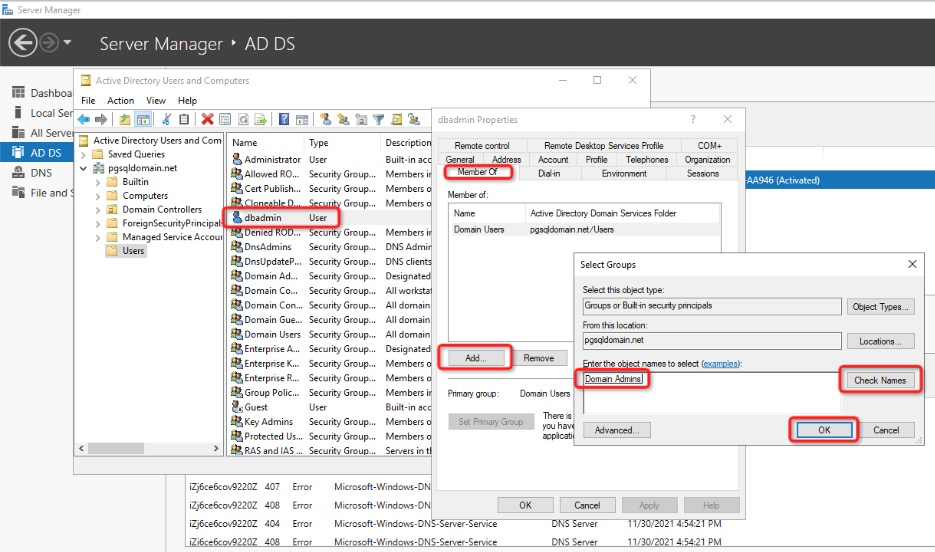 Server Manager
Server Manager • AD DS
Dashboa
Local Ser
All Server
AD DS
DNS
File and S
Active Directory Users and Computers
File Action View Help
Active Directory Users and Com
Saved Queries
pgsqldomain.net
Builtin
Computers
Domain Controllers
ForeignSecurityPrincipals
Managed Service Accoun
Users
Name Type Description
Administrator User Built-in acc
Allowed RO... Security Group... Members in
Cert Publish... Security Group... Members of
Cloneable D... Security Group... Members of
dbadmin User
Denied ROD... Security Group... Members in
DnsAdmins Security Group... DNS Admin
DnsUpdateP... Security Group... DNS clients
Domain Ad... Security Group... Designated
Domain Co... Security Group... All workstat
Domain Con... Security Group... All domain
Domain Gue... Security Group... All domain
Domain Users Security Group... All domain
Enterprise A... Security Group... Designated
Enterprise K... Security Group... Members of
Enterprise R... Security Group... Members of
Group Polic... Security Group... Members in
Guest User Built-in acc
Key Admins Security Group... Members of
Protected Us... Security Group... Members of
RAS and IAS ... Security Group... Servers in th
dbadmin Properties
Remote control Remote Desktop Services Profile COM+
General Address Account Profile Telephones Organization
Member Of Dial-in Environment Sessions
Member of:
Name Active Directory Domain Services Folder
Domain Users pgsqldomain.net/Users
Add... Remove
Primary group: Domain Users
Set Primary Group
There is
you have
applicatio
OK Cancel Apply Help
AA946 (Activated)
Select Groups
Select this object type:
Groups or Built-in security principals
Object Types...
From this location:
pgsqldomain.net
Locations...
Enter the object names to select (examples):
Domain Admins
Check Names
Advanced...
OK
Cancel
iZj6ce6cov9220Z 407 Error Microsoft-Windows-DN
iZj6ce6cov9220Z 408 Error Microsoft-Windows-DN
iZj6ce6cov9220Z 404 Error Microsoft-Windows-DNS-Server-Service DNS Server 11/30/2021 4:54:21 PM
iZj6ce6cov9220Z 408 Error Microsoft-Windows-DNS-Server-Service DNS Server 11/30/2021 4:54:21 PM